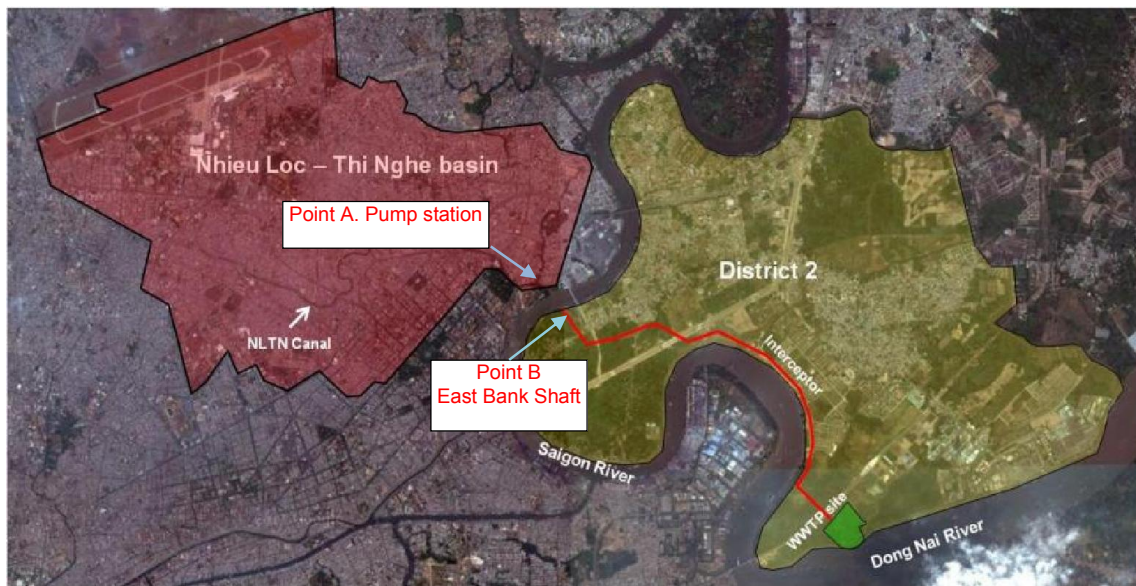 Nhieu Loc – Thi Nghe basin
Point A. Pump station
District 2
NLTN Canal
Point B
East Bank Shaft
Interceptor
Saigon River
WWTP site
Dong Nai River